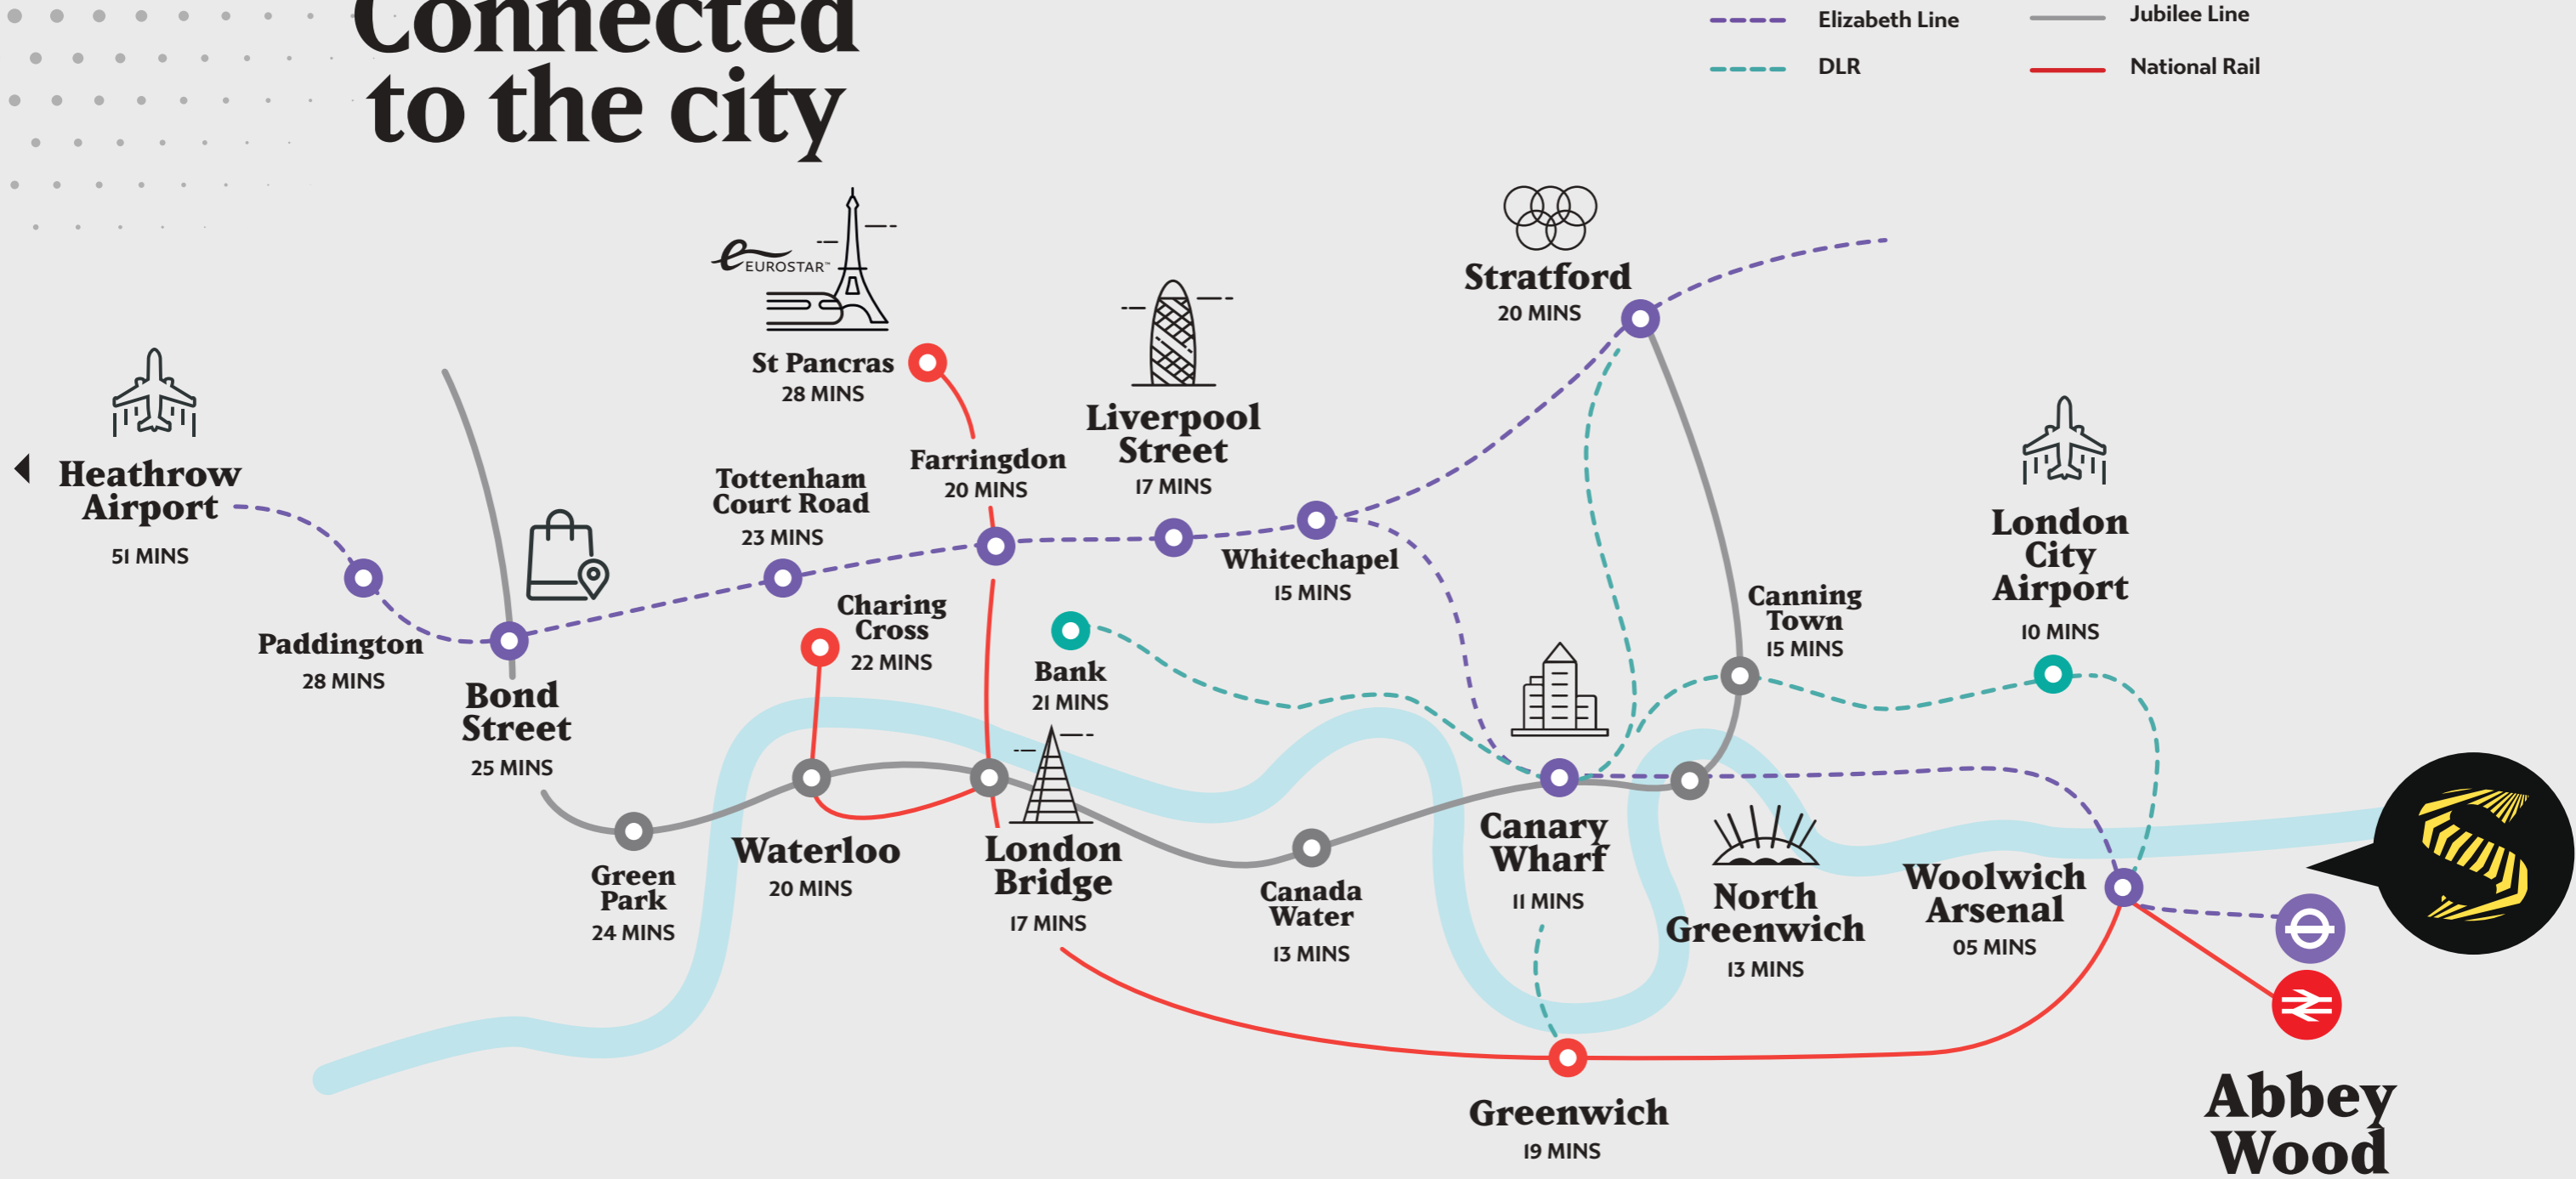 Connected
to the city
Elizabeth Line
Jubilee Line
DLR
National Rail
EUROSTAR™
St Pancras
28 MINS
Stratford
20 MINS
Liverpool
Street
17 MINS
Heathrow
Airport
51 MINS
Tottenham
Court Road
23 MINS
Farringdon
20 MINS
Whitechapel
15 MINS
London
City
Airport
10 MINS
Canning
Town
15 MINS
Charing
Cross
22 MINS
Paddington
28 MINS
Bank
21 MINS
Bond
Street
25 MINS
Green
Park
24 MINS
Waterloo
20 MINS
London
Bridge
17 MINS
Canada
Water
13 MINS
Canary
Wharf
11 MINS
North
Greenwich
13 MINS
Woolwich
Arsenal
05 MINS
Greenwich
19 MINS
Abbey
Wood